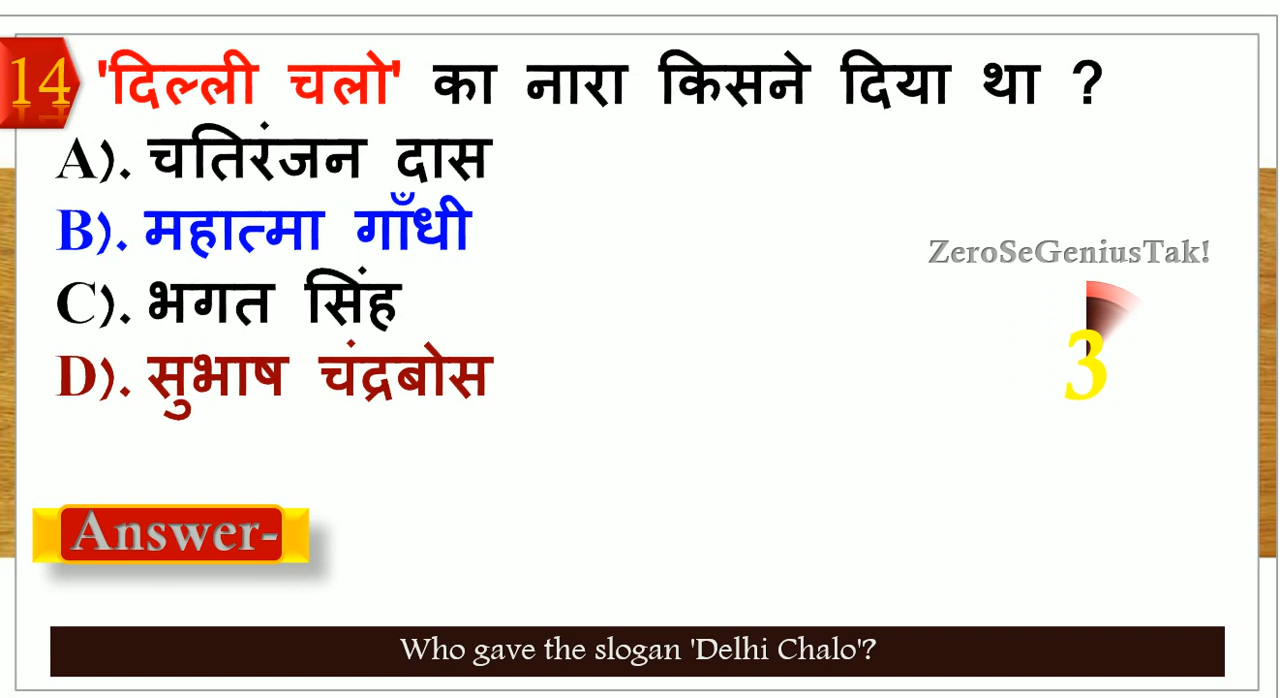 14 'दिल्ली चलो' का नारा किसने दिया था ?
A). चतिरंजन दास
B). महात्मा गाँधी
C). भगत सिंह
D). सुभाष चंद्रबोस
ZeroSeGeniusTak!
3
Answer-
Who gave the slogan 'Delhi Chalo'?